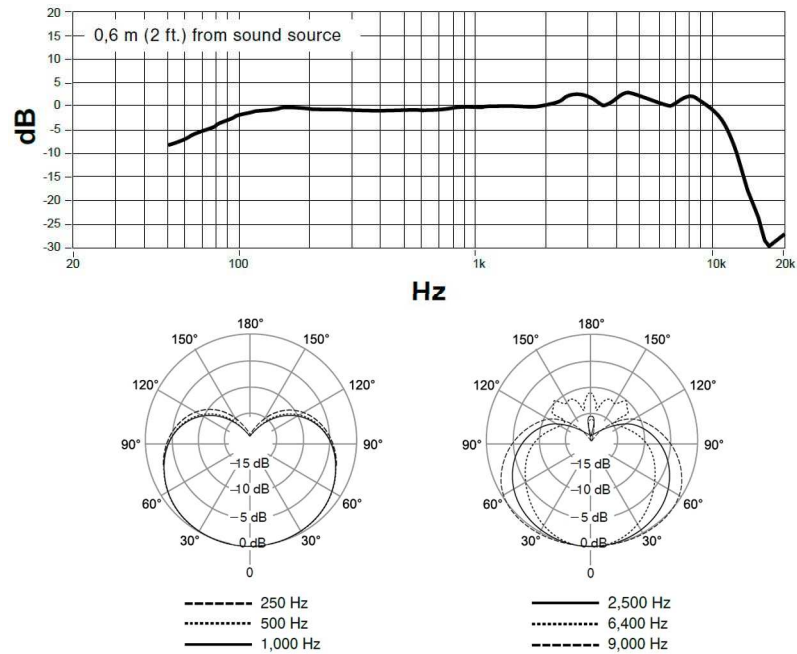 20
15
0,6 m (2 ft.) from sound source
10
5
0
-5
-10
-15
-20
-25
-30
dB
20 100 1k 10k 20k
Hz
180° 180°
150° 150° 150° 150°
120° 120° 120° 120°
90° 90° 90° 90°
–15 dB –15 dB
–10 dB –10 dB
60° 60° 60° 60°
–5 dB –5 dB
30° 0 dB 30° 30° 0 dB 30°
0 0
250 Hz 2,500 Hz
500 Hz 6,400 Hz
1,000 Hz 9,000 Hz